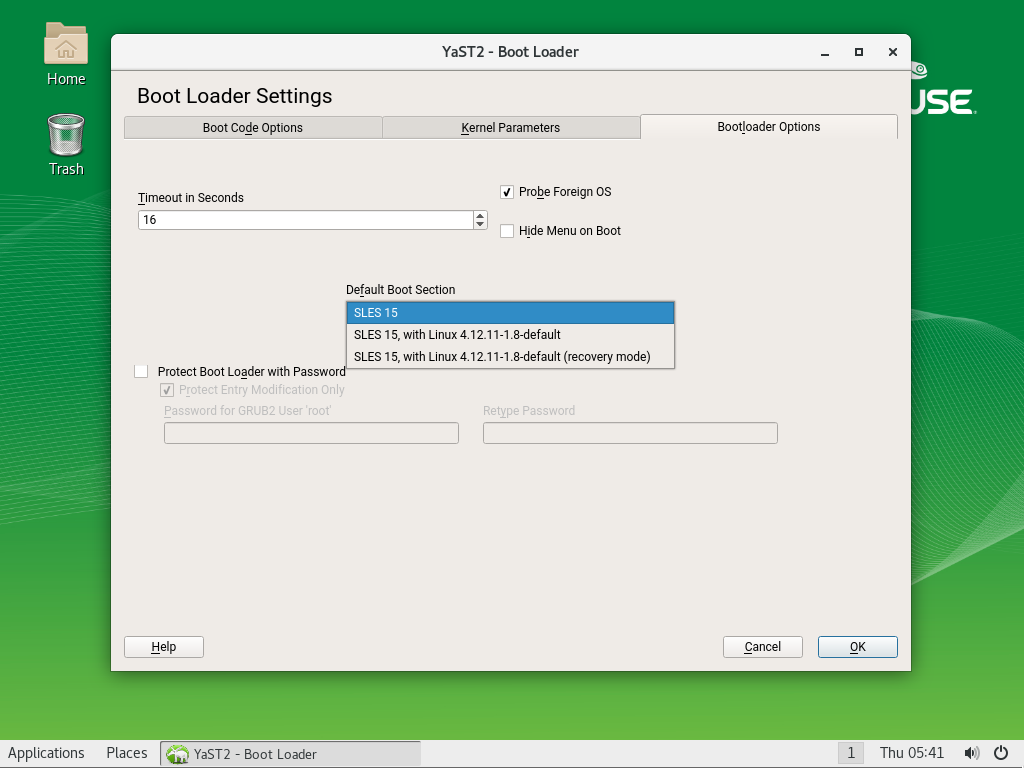 YaST2 - Boot Loader
Home
Trash
USE
Boot Loader Settings
Boot Code Options
Kernel Parameters
Bootloader Options
Timeout in Seconds
16
Probe Foreign OS
Hide Menu on Boot
Default Boot Section
SLES 15
SLES 15, with Linux 4.12.11-1.8-default
SLES 15, with Linux 4.12.11-1.8-default (recovery mode)
Protect Boot Loader with Password
Protect Entry Modification Only
Password for GRUB2 User 'root'
Retype Password
Help
Cancel
OK
Applications
Places
YaST2 - Boot Loader
1
Thu 05:41